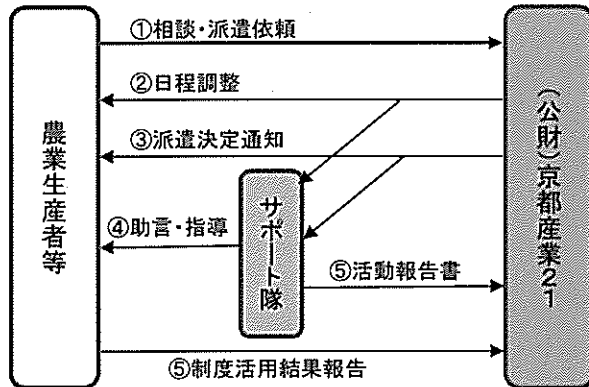 ①相談・派遣依頼
②日程調整
③派遣決定通知
農業生産者等
サポート隊
(公財)京都産業21
④助言・指導
⑤活動報告書
⑤制度活用結果報告